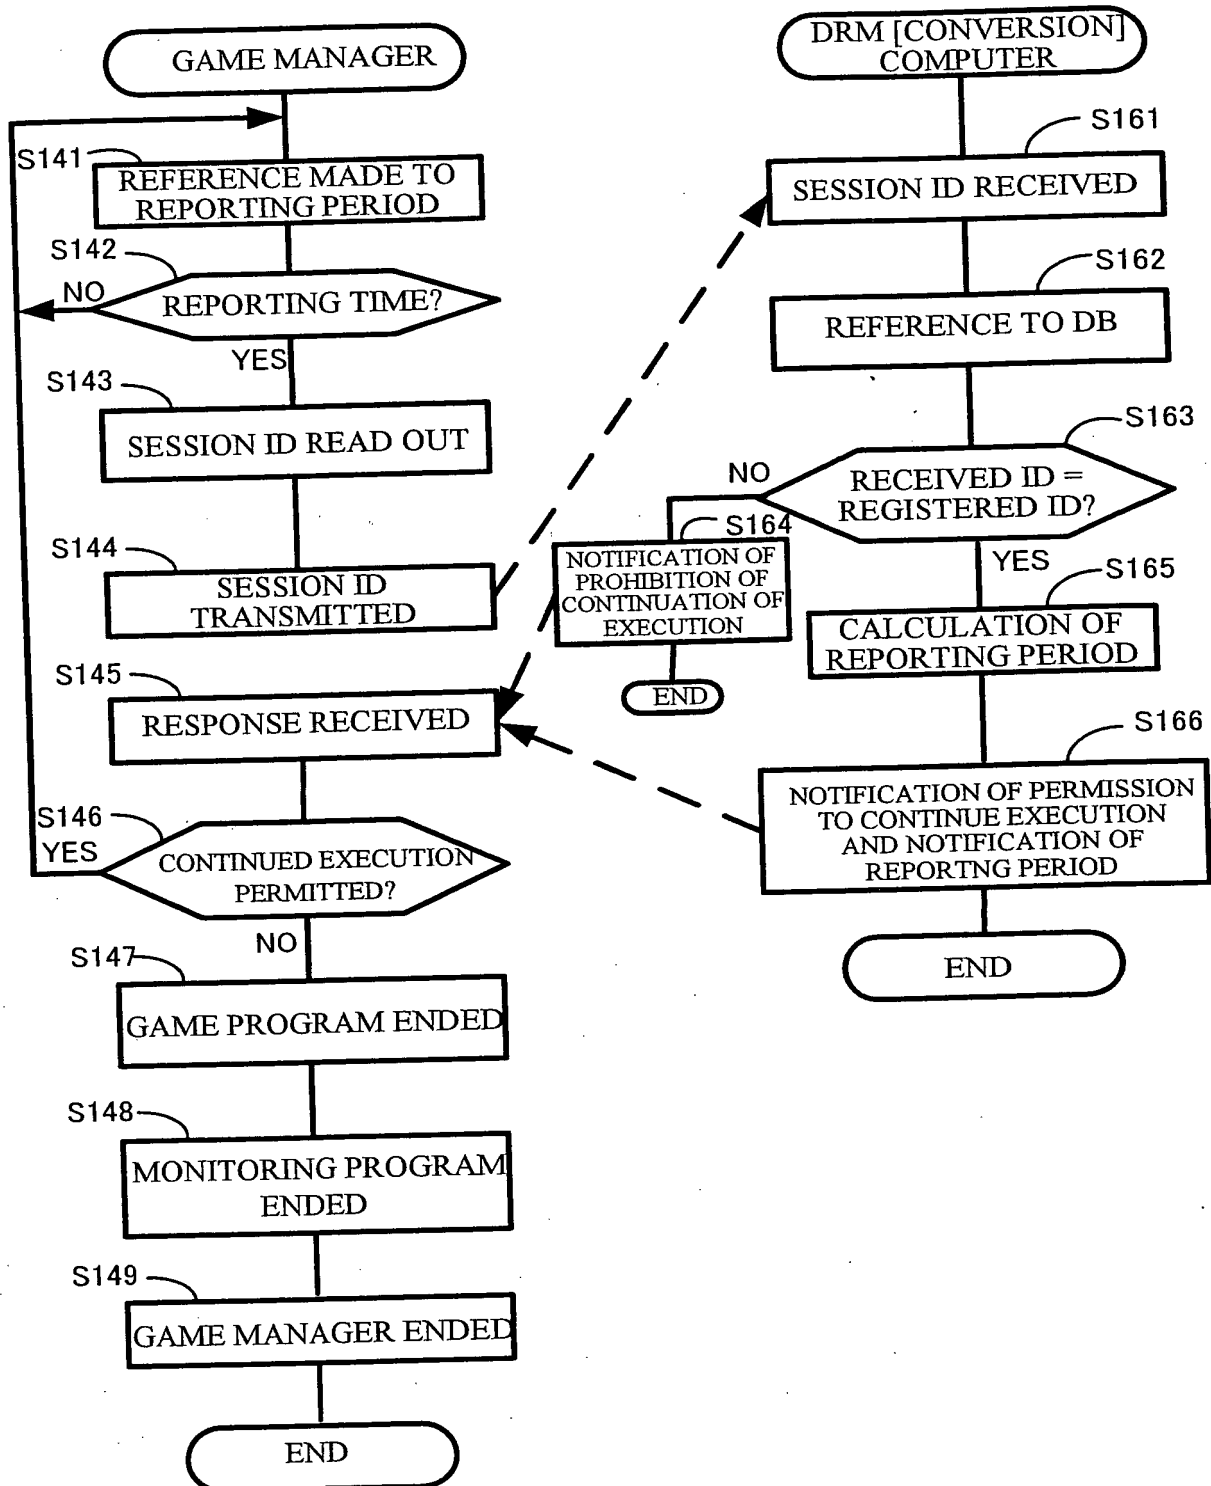 GAME MANAGER
S141
REFERENCE MADE TO
REPORTING PERIOD
S142
NO
REPORTING TIME?
YES
S143
SESSION ID READ OUT
S144
SESSION ID
TRANSMITTED
S145
RESPONSE RECEIVED
S146
YES
CONTINUED EXECUTION
PERMITTED?
NO
S147
GAME PROGRAM ENDED
S148
MONITORING PROGRAM
ENDED
S149
GAME MANAGER ENDED
END
DRM [CONVERSION]
COMPUTER
S161
SESSION ID RECEIVED
S162
REFERENCE TO DB
S163
NO
RECEIVED ID =
REGISTERED ID?
S164
NOTIFICATION OF
PROHIBITION OF
CONTINUATION OF
EXECUTION
END
YES
S165
CALCULATION OF
REPORTING PERIOD
S166
NOTIFICATION OF PERMISSION
TO CONTINUE EXECUTION
AND NOTIFICATION OF
REPORTNG PERIOD
END